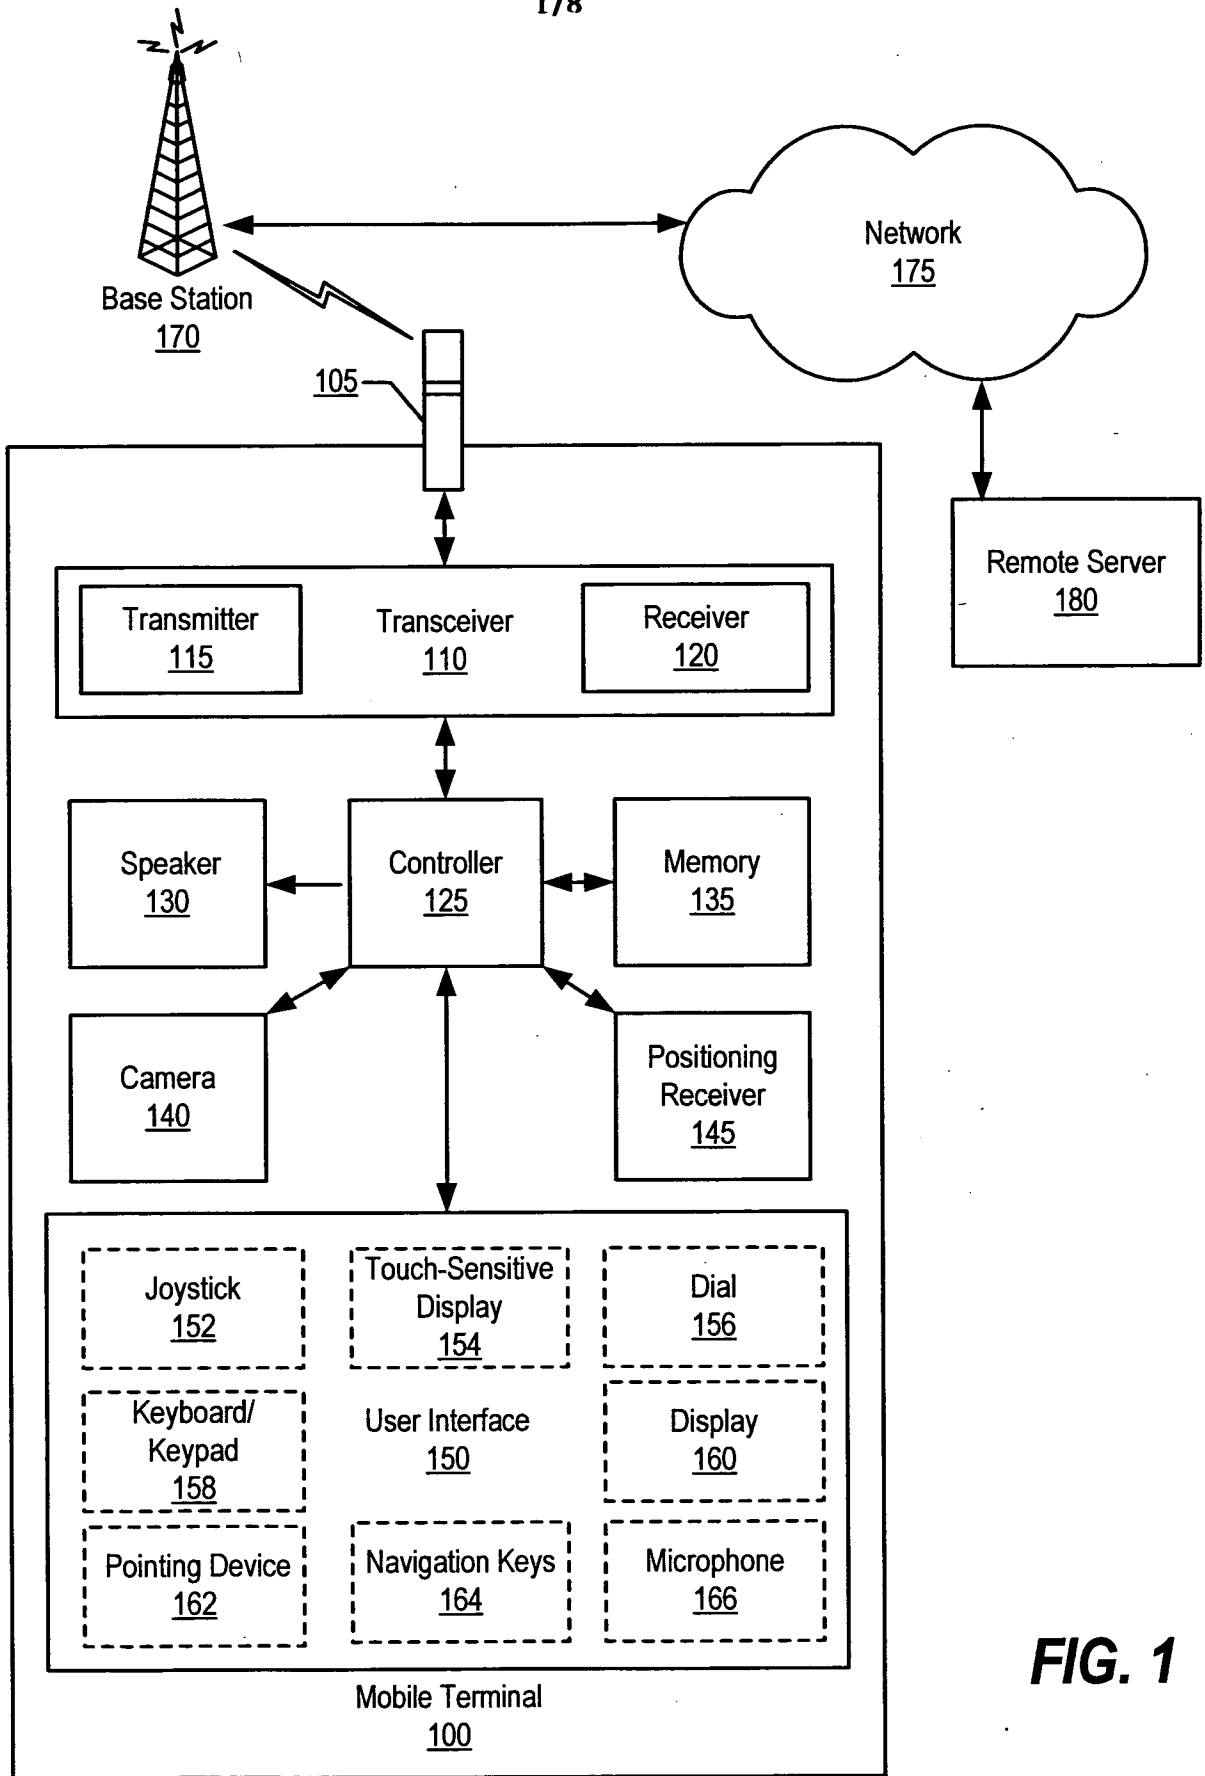 1/8
Network
175
Base Station
170
105
Remote Server
180
Transmitter
115
Transceiver
110
Receiver
120
Speaker
130
Controller
125
Memory
135
Camera
140
Positioning
Receiver
145
Joystick
152
Touch-Sensitive
Display
154
Dial
156
Keyboard/
Keypad
158
User Interface
150
Display
160
Pointing Device
162
Navigation Keys
164
Microphone
166
Mobile Terminal
100
FIG. 1